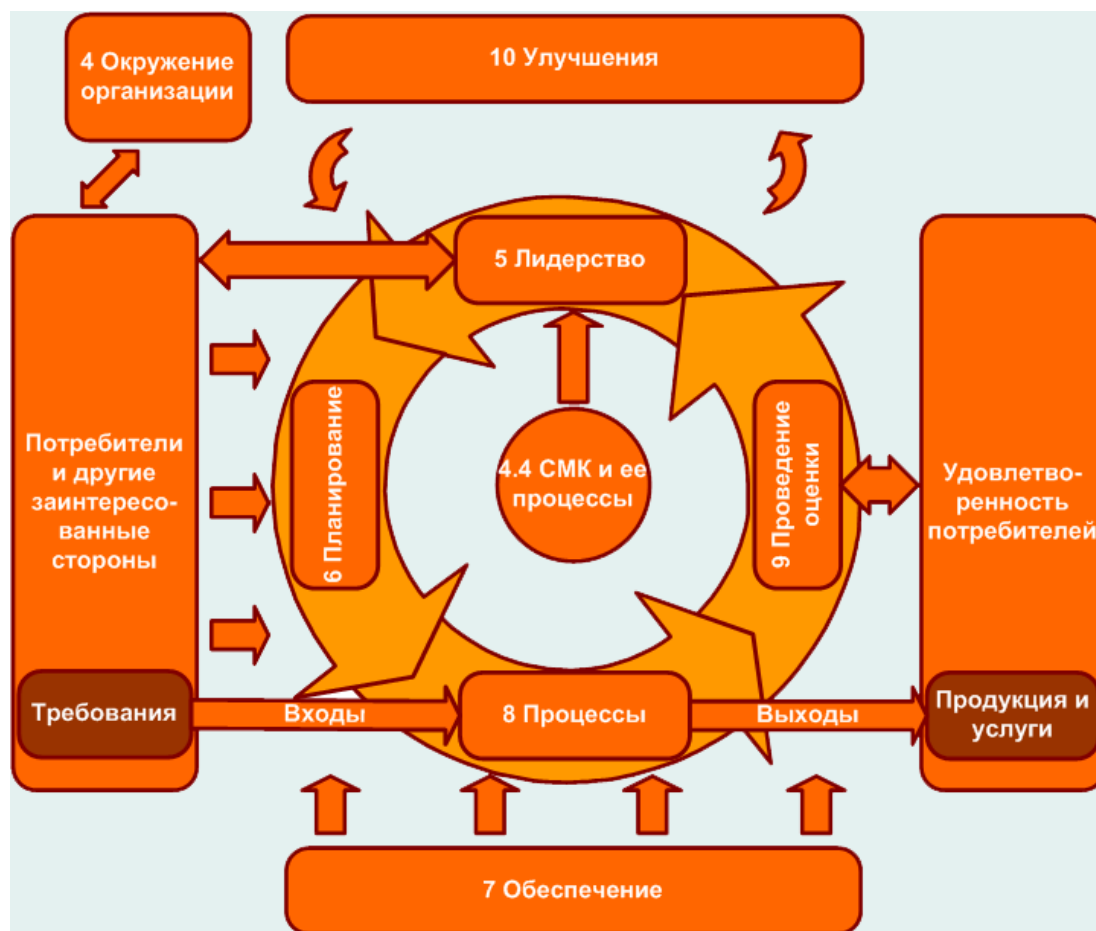 4 Окружение
организации
10 Улучшения
5 Лидерство
Потребители
и другие
заинтересо-
ванные
стороны
6 Планирование
4.4 СМК и ее
процессы
9 Проведение
оценки
Удовлетво-
ренность
потребителей
Требования
Входы
8 Процессы
Выходы
Продукция и
услуги
7 Обеспечение